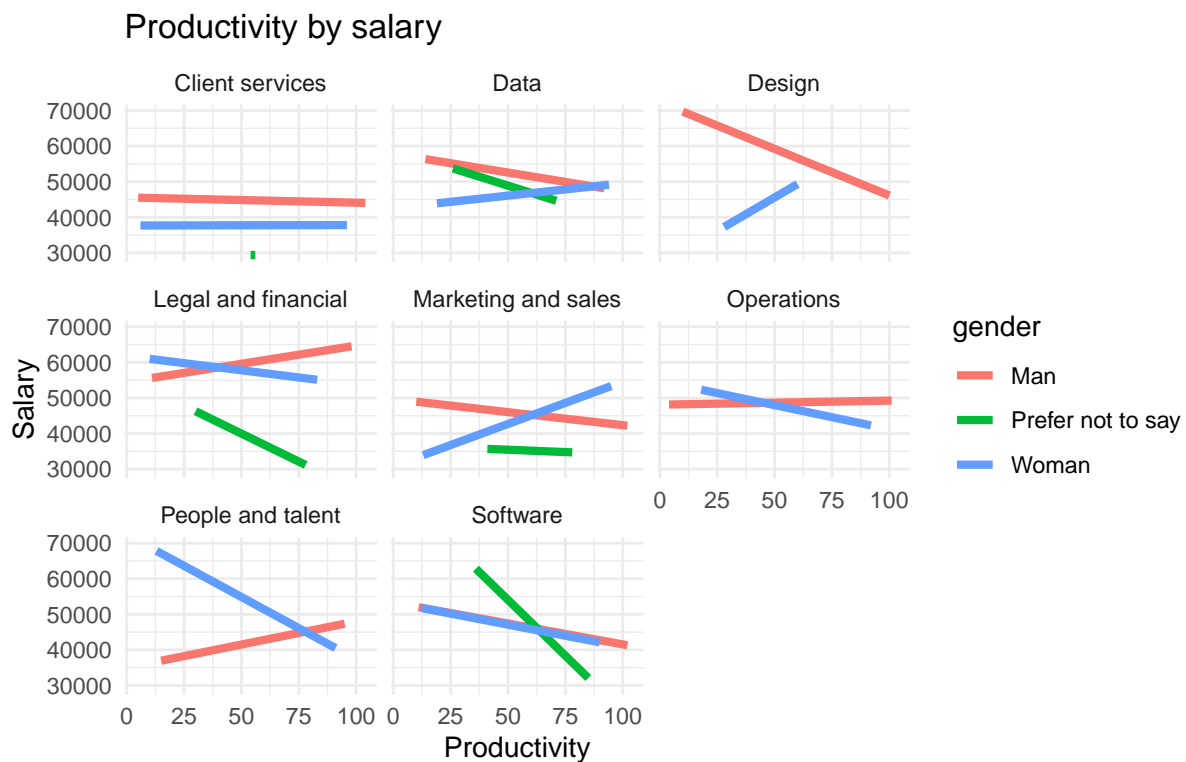 Productivity by salary
Client services
Data
Design
70000
60000
50000
40000
30000
Legal and financial
Marketing and sales
Operations
70000
60000
50000
40000
30000
0 25 50 75 100
People and talent
Software
70000
60000
50000
40000
30000
0 25 50 75 100
0 25 50 75 100
Salary
Productivity
gender
Man
Prefer not to say
Woman